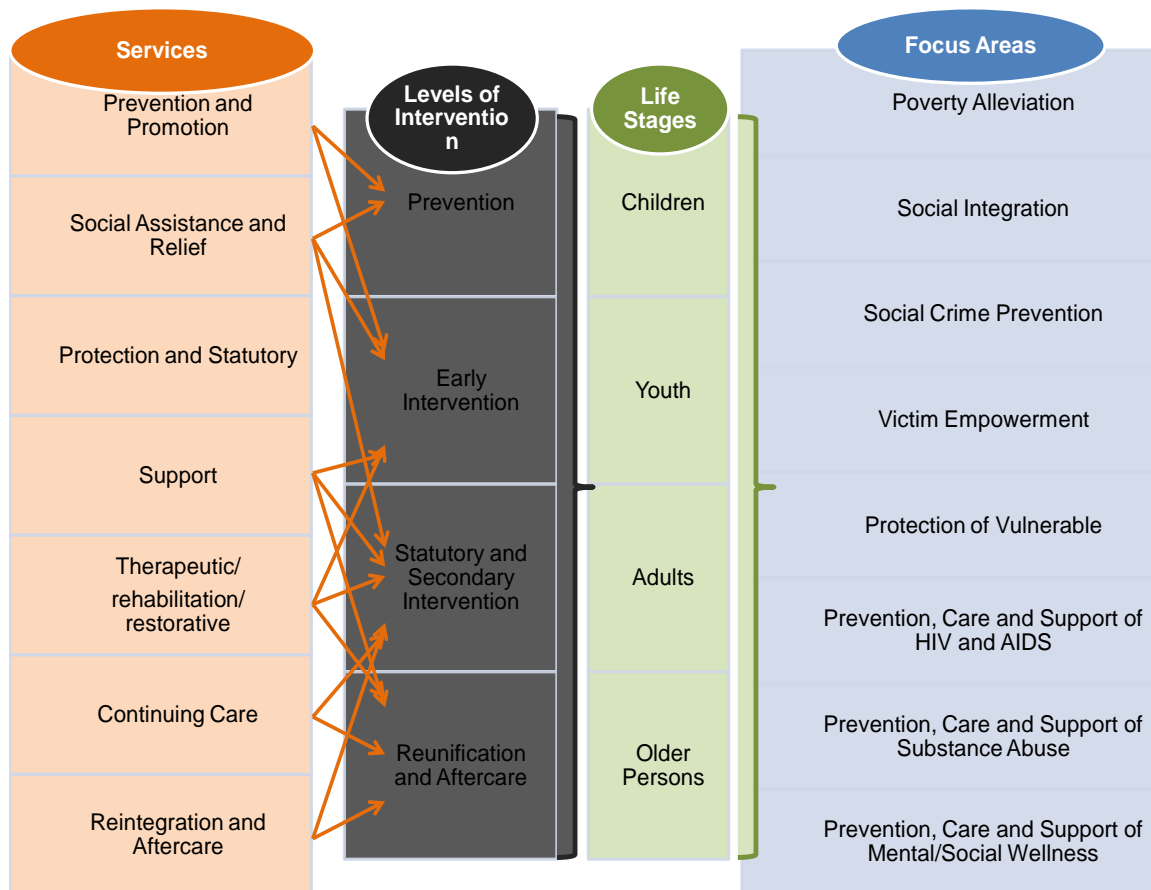 Services
Prevention and
Promotion
Social Assistance and
Relief
Protection and Statutory
Support
Therapeutic/
rehabilitation/
restorative
Continuing Care
Reintegration and
Aftercare
Levels of
Interventio
n
Prevention
Early
Intervention
Statutory and
Secondary
Intervention
Reunification
and Aftercare
Life
Stages
Children
Youth
Adults
Older
Persons
Focus Areas
Poverty Alleviation
Social Integration
Social Crime Prevention
Victim Empowerment
Protection of Vulnerable
Prevention, Care and Support of
HIV and AIDS
Prevention, Care and Support of
Substance Abuse
Prevention, Care and Support of
Mental/Social Wellness